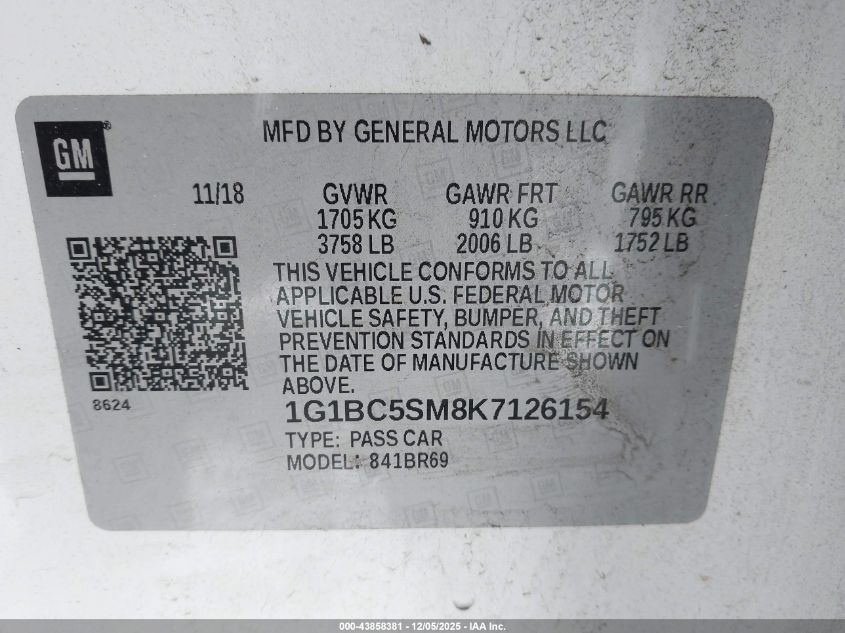 GM
MFD BY GENERAL MOTORS LLC
11/18 GVWR GAWR FRT GAWR RR
1705 KG 910 KG 795 KG
3758 LB 2006 LB 1752 LB
THIS VEHICLE CONFORMS TO ALL
APPLICABLE U.S. FEDERAL MOTOR
VEHICLE SAFETY, BUMPER, AND THEFT
PREVENTION STANDARDS IN EFFECT ON
THE DATE OF MANUFACTURE SHOWN
ABOVE.
8624
1G1BC5SM8K7126154
TYPE: PASS CAR
MODEL: 841BR69
000-43858381 - 12/05/2025 - IAA Inc.